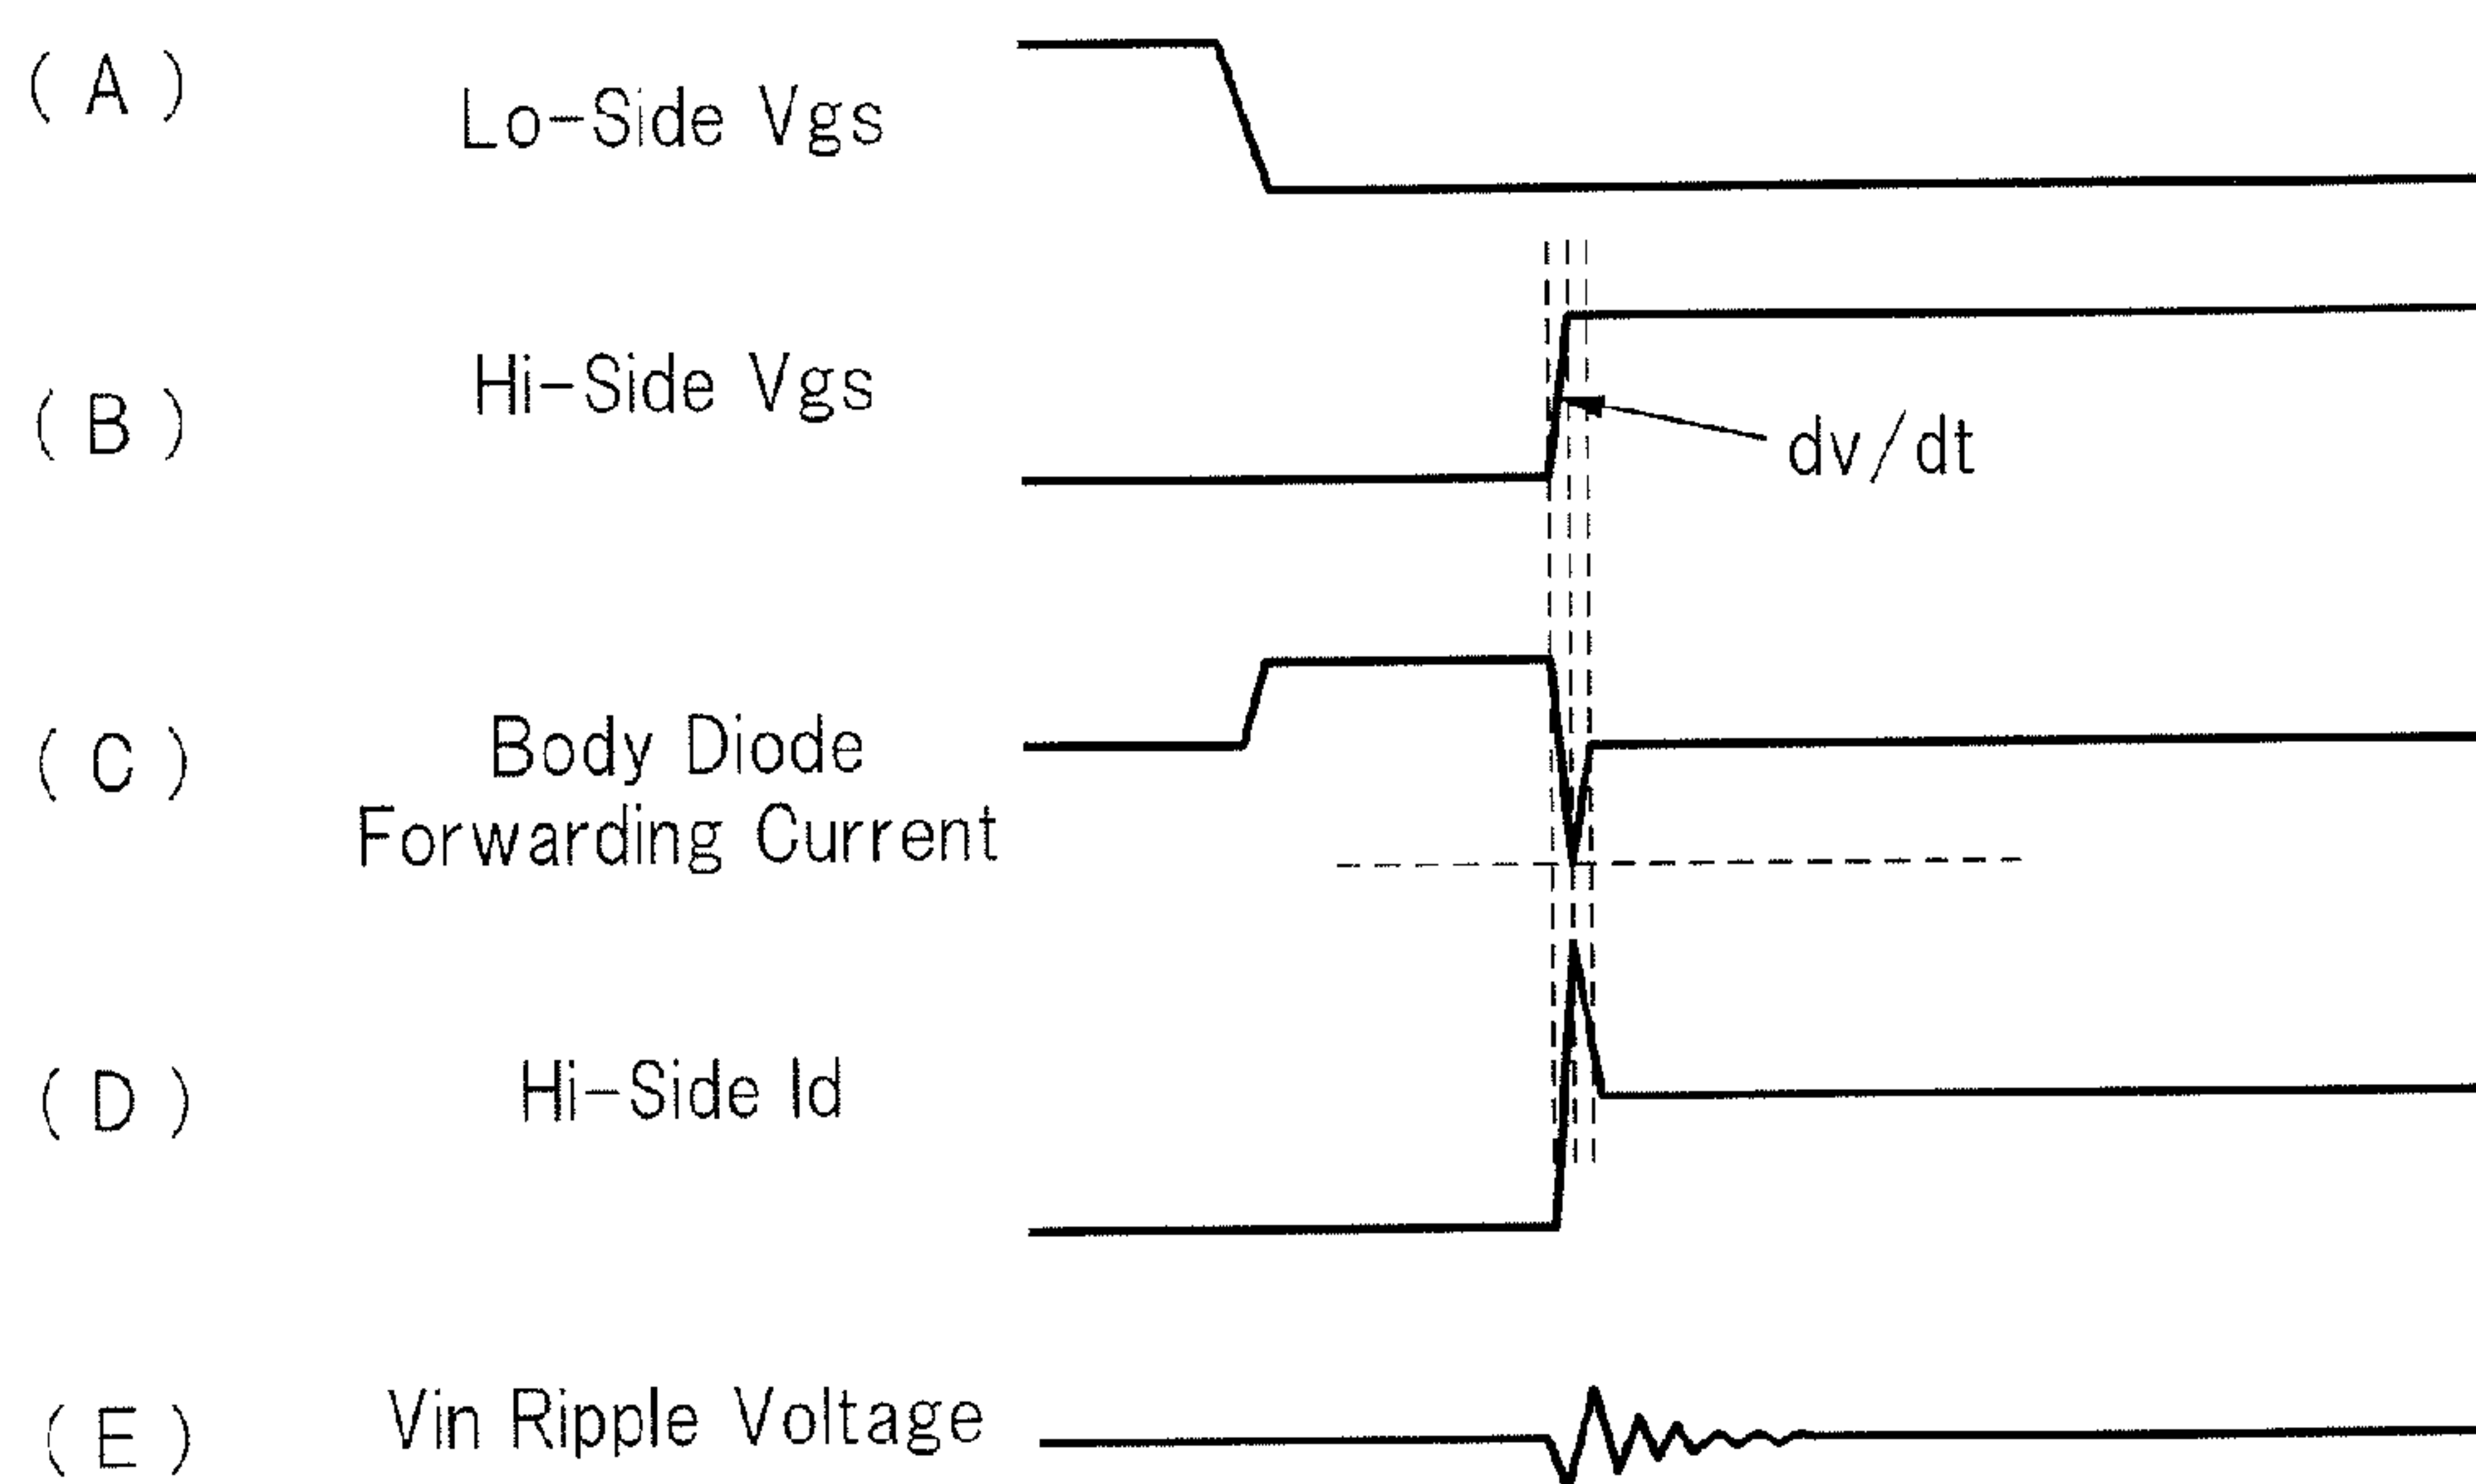 ( A )
Lo-Side Vgs
( B )
Hi-Side Vgs
dv/dt
( C )
Body Diode
Forwarding Current
( D )
Hi-Side Id
( E )
Vin Ripple Voltage